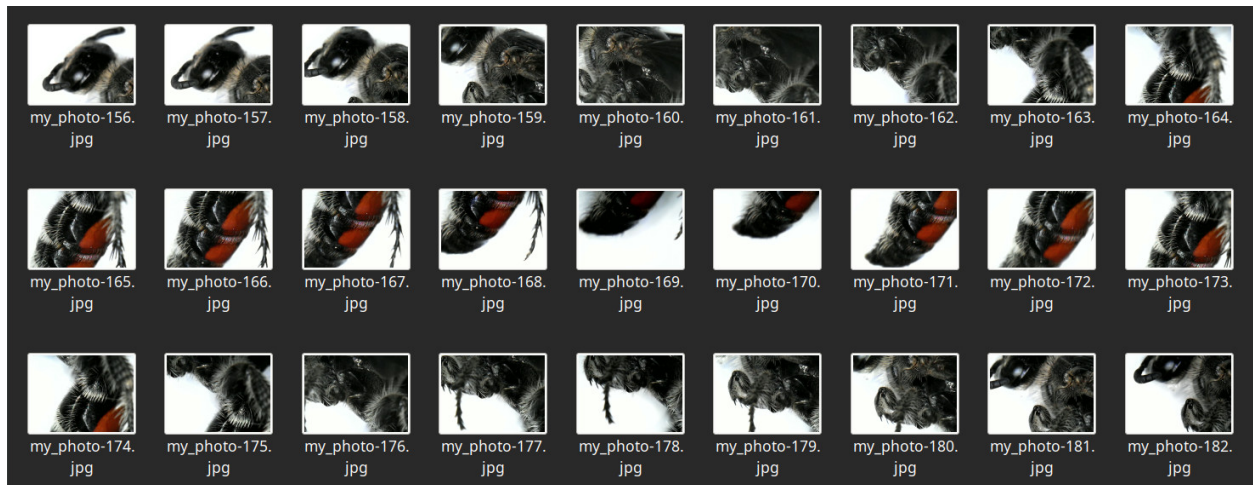 my_photo-156.
jpg
my_photo-157.
jpg
my_photo-158.
jpg
my_photo-159.
jpg
my_photo-160.
jpg
my_photo-161.
jpg
my_photo-162.
jpg
my_photo-163.
jpg
my_photo-164.
jpg
my_photo-165.
jpg
my_photo-166.
jpg
my_photo-167.
jpg
my_photo-168.
jpg
my_photo-169.
jpg
my_photo-170.
jpg
my_photo-171.
jpg
my_photo-172.
jpg
my_photo-173.
jpg
my_photo-174.
jpg
my_photo-175.
jpg
my_photo-176.
jpg
my_photo-177.
jpg
my_photo-178.
jpg
my_photo-179.
jpg
my_photo-180.
jpg
my_photo-181.
jpg
my_photo-182.
jpg